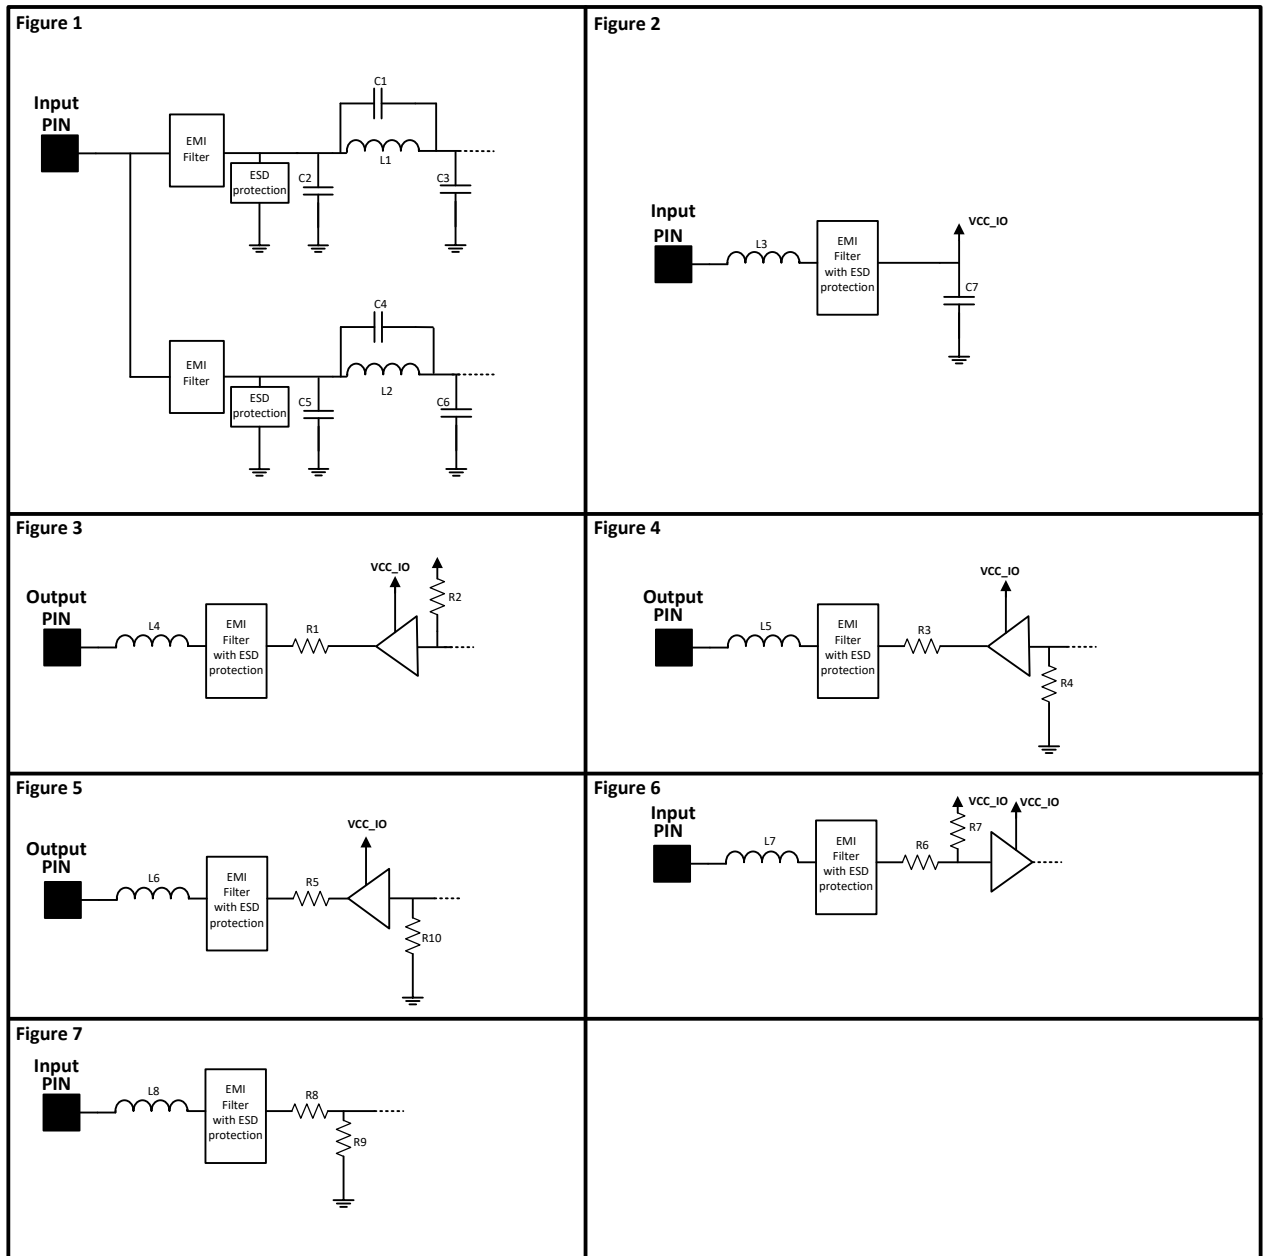 Figure 1
C1
Input
PIN
EMI
Filter
L1
ESD
protection
C2
C3
C4
EMI
Filter
L2
ESD
protection
C5
C6
Figure 2
Input
PIN
L3
EMI
Filter
with ESD
protection
VCC_IO
C7
Figure 3
Output
PIN
L4
EMI
Filter
with ESD
protection
R1
VCC_IO
R2
Figure 4
Output
PIN
L5
EMI
Filter
with ESD
protection
R3
VCC_IO
R4
Figure 5
Output
PIN
L6
EMI
Filter
with ESD
protection
R5
VCC_IO
R10
Figure 6
Input
PIN
L7
EMI
Filter
with ESD
protection
R6
R7
VCC_IO
VCC_IO
Figure 7
Input
PIN
L8
EMI
Filter
with ESD
protection
R8
R9